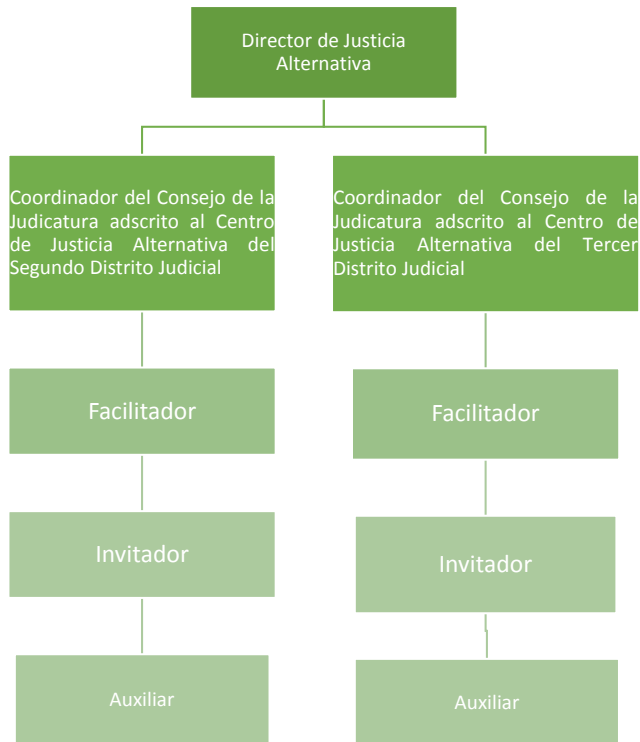 Director de Justicia
Alternativa
Coordinador del Consejo de la
Judicatura adscrito al Centro
de Justicia Alternativa del
Segundo Distrito Judicial
Coordinador del Consejo de la
Judicatura adscrito al Centro de
Justicia Alternativa del Tercer
Distrito Judicial
Facilitador
Facilitador
Invitador
Invitador
Auxiliar
Auxiliar